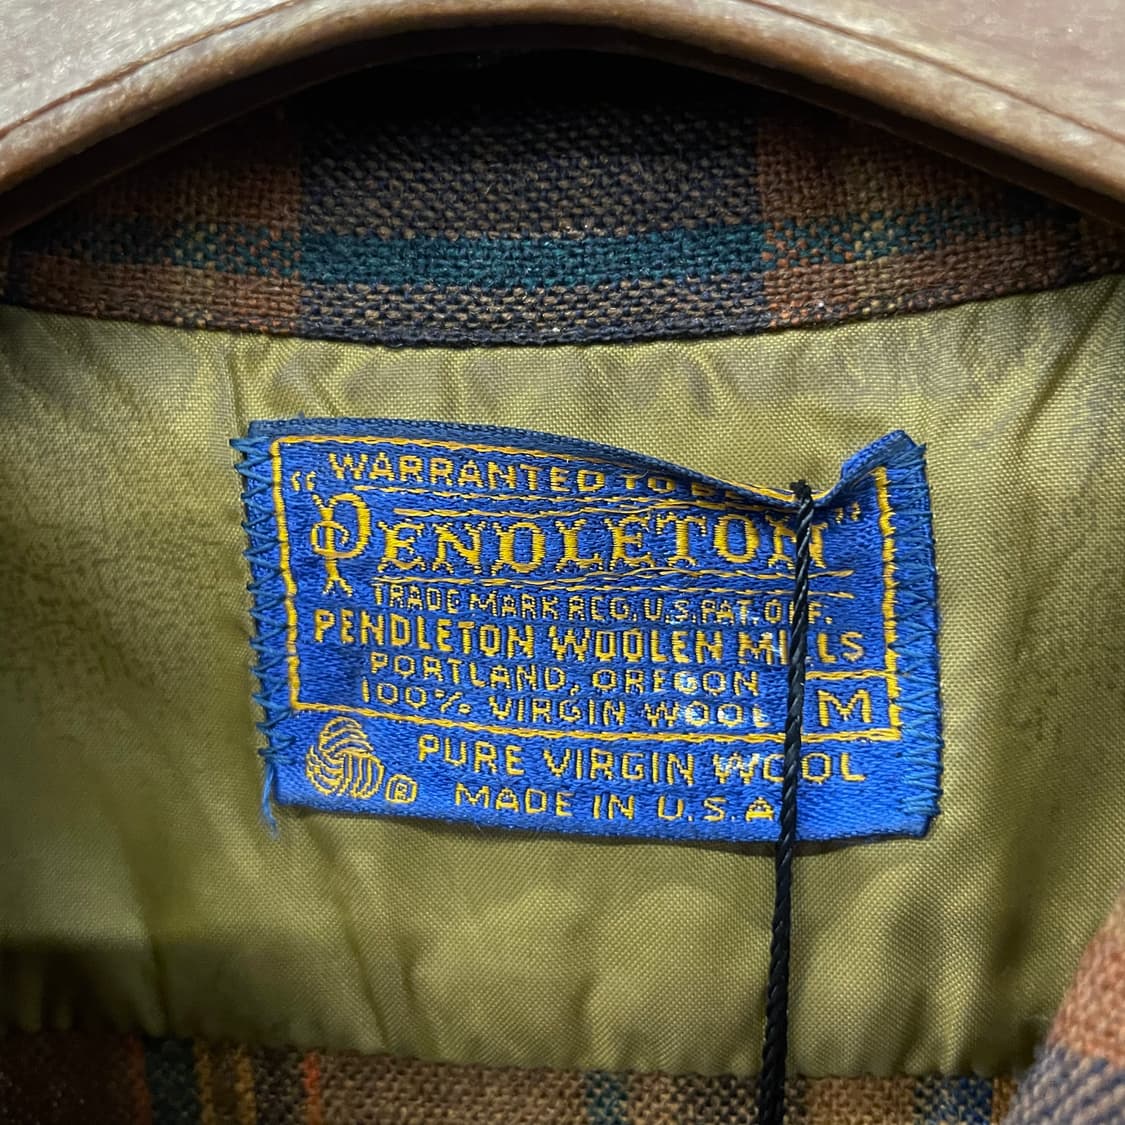 WARRANTED TO BE
"PENDLETON"
TRADE MARK REG. U.S. PAT. OFF.
PENDLETON WOOLEN MILLS
PORTLAND, OREGON
100% VIRGIN WOOL
M
PURE VIRGIN WOOL
® MADE IN U.S.A